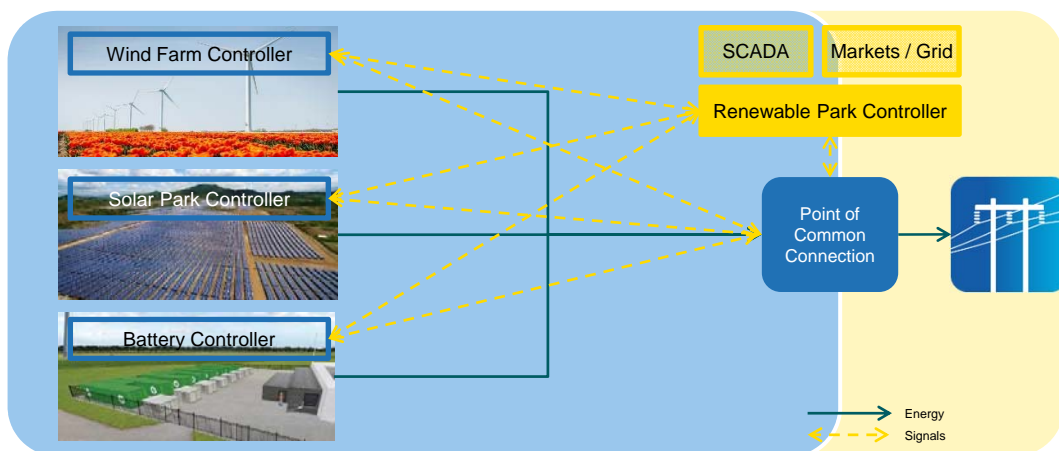 Wind Farm Controller
SCADA
Markets / Grid
Renewable Park Controller
Solar Park Controller
Point of
Common
Connection
Battery Controller
Energy
Signals